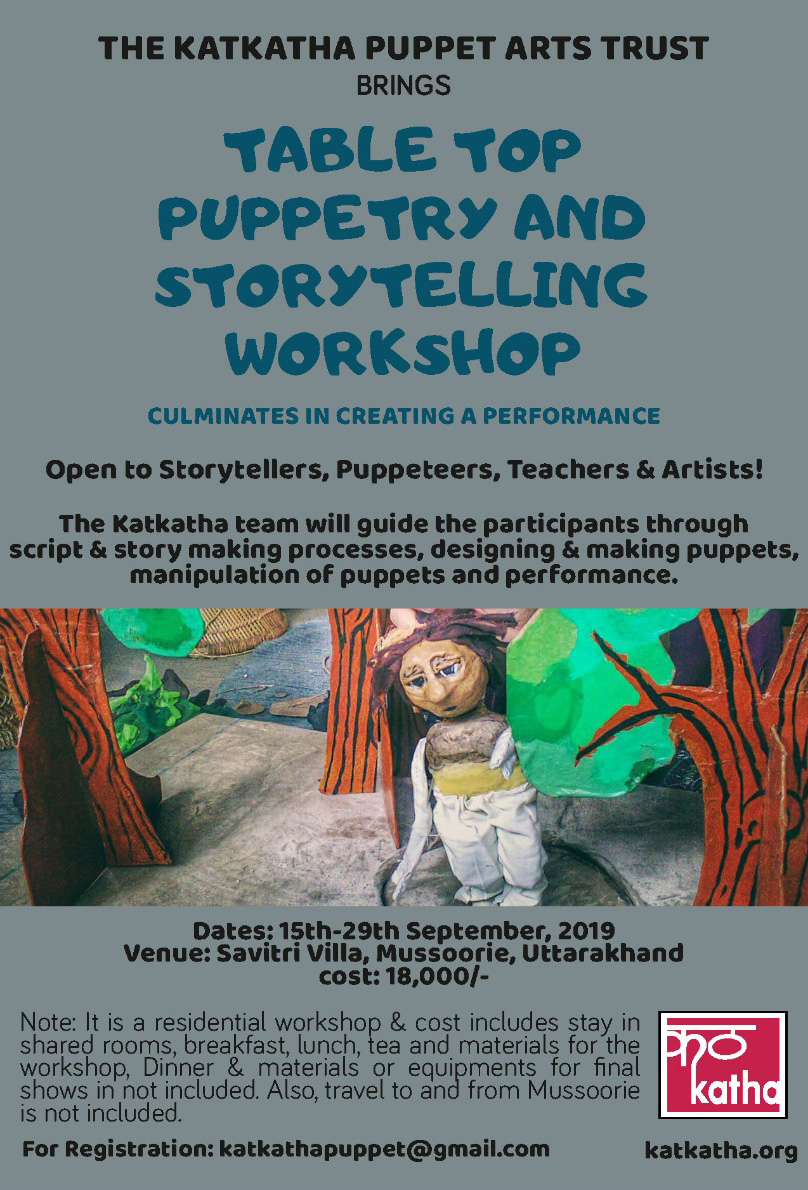 THE KATKATHA PUPPET ARTS TRUST
BRINGS
TABLE TOP
PUPPETRY AND
STORYTELLING
WORKSHOP
CULMINATES IN CREATING A PERFORMANCE
Open to Storytellers, Puppeteers, Teachers & Artists!
The Katkatha team will guide the participants through
script & story making processes, designing & making puppets,
manipulation of puppets and performance.
Dates: 15th-29th September, 2019
Venue: Savitri Villa, Mussoorie, Uttarakhand
cost: 18,000/-
Note: It is a residential workshop & cost includes stay in
shared rooms, breakfast, lunch, tea and materials for the
workshop, Dinner & materials or equipments for final
shows in not included. Also, travel to and from Mussoorie
is not included.
कठ
katha
For Registration: katkathapuppet@gmail.com
katkatha.org